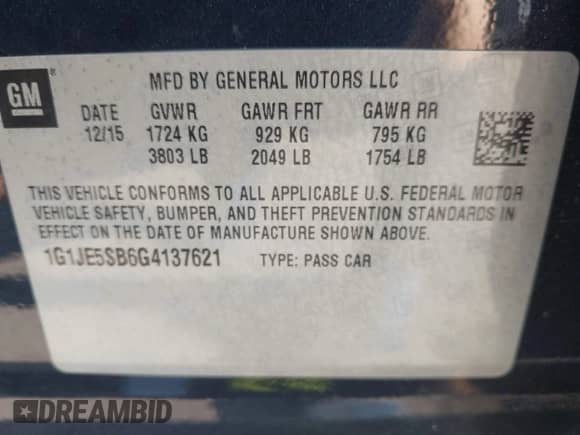 GM
®
MFD BY GENERAL MOTORS LLC
DATE GVWR GAWR FRT GAWR RR
12/15 1724 KG 929 KG 795 KG
3803 LB 2049 LB 1754 LB
THIS VEHICLE CONFORMS TO ALL APPLICABLE U.S. FEDERAL MOTOR
VEHICLE SAFETY, BUMPER, AND THEFT PREVENTION STANDARDS IN
EFFECT ON THE DATE OF MANUFACTURE SHOWN ABOVE.
1G1JE5SB6G4137621 TYPE: PASS CAR
DREAMBID